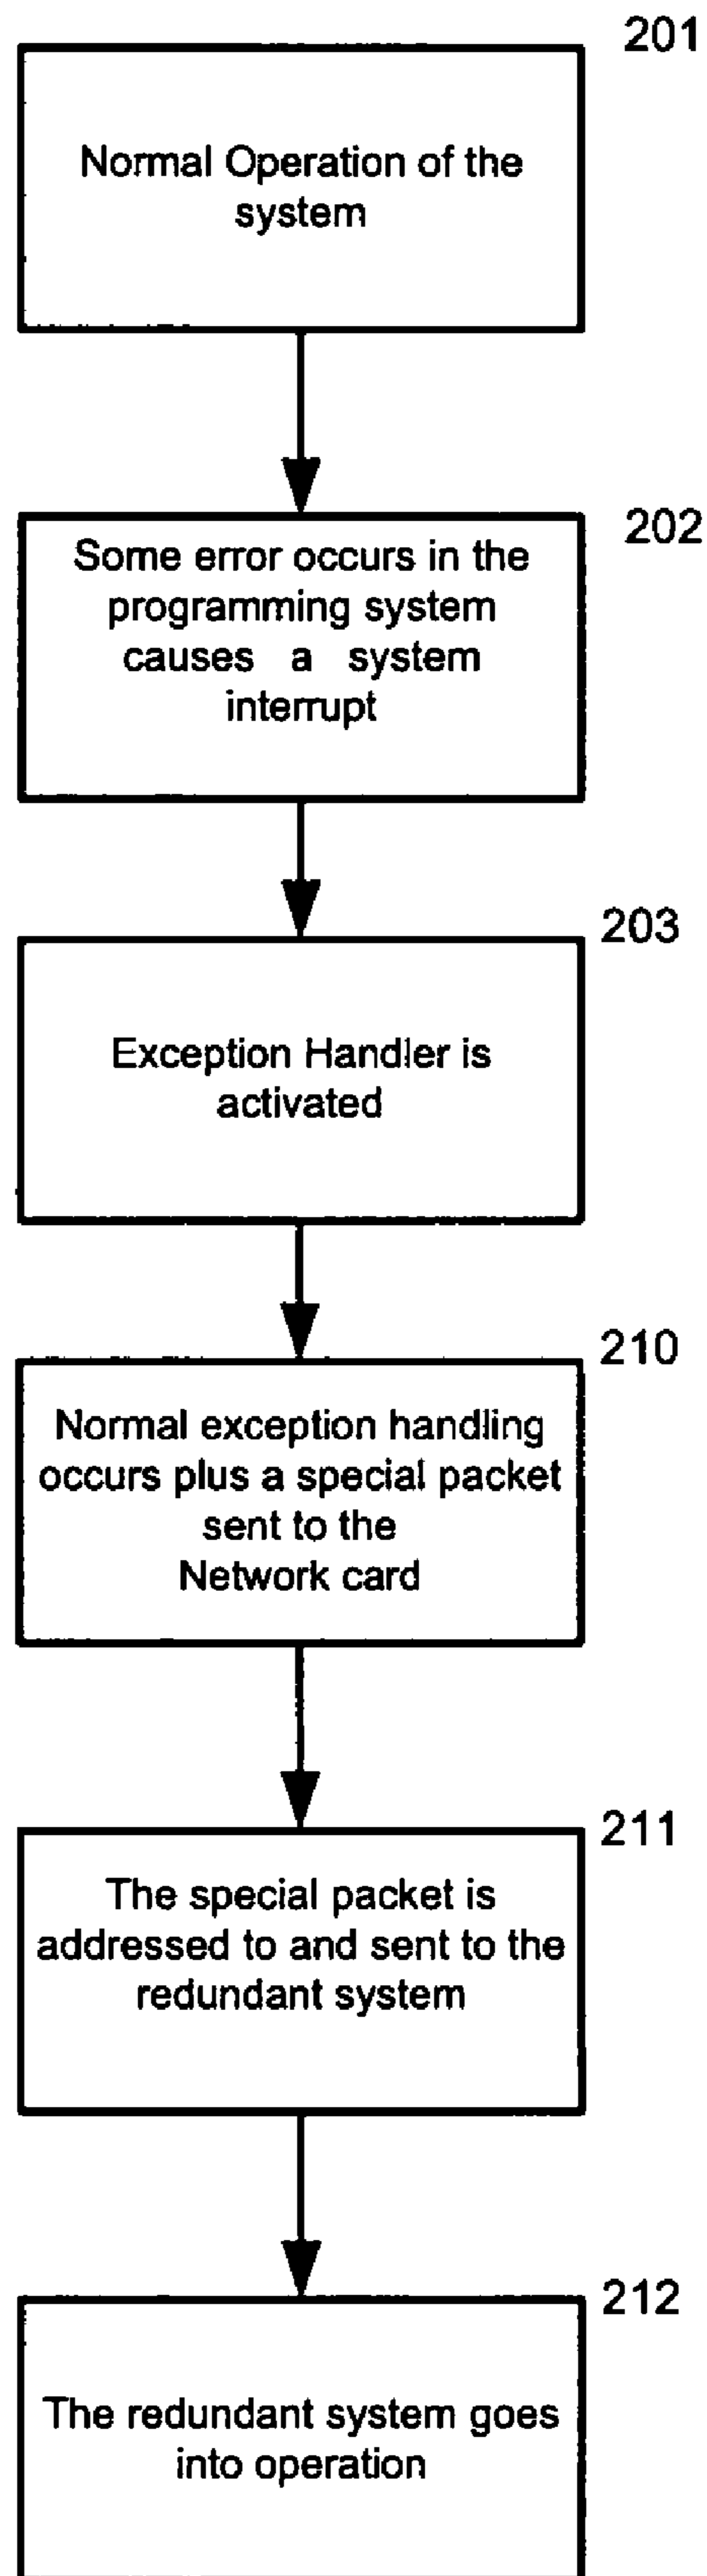 201
Normal Operation of the
system
202
Some error occurs in the
programming system
causes a system
interrupt
203
Exception Handler is
activated
210
Normal exception handling
occurs plus a special packet
sent to the
Network card
211
The special packet is
addressed to and sent to the
redundant system
212
The redundant system goes
into operation